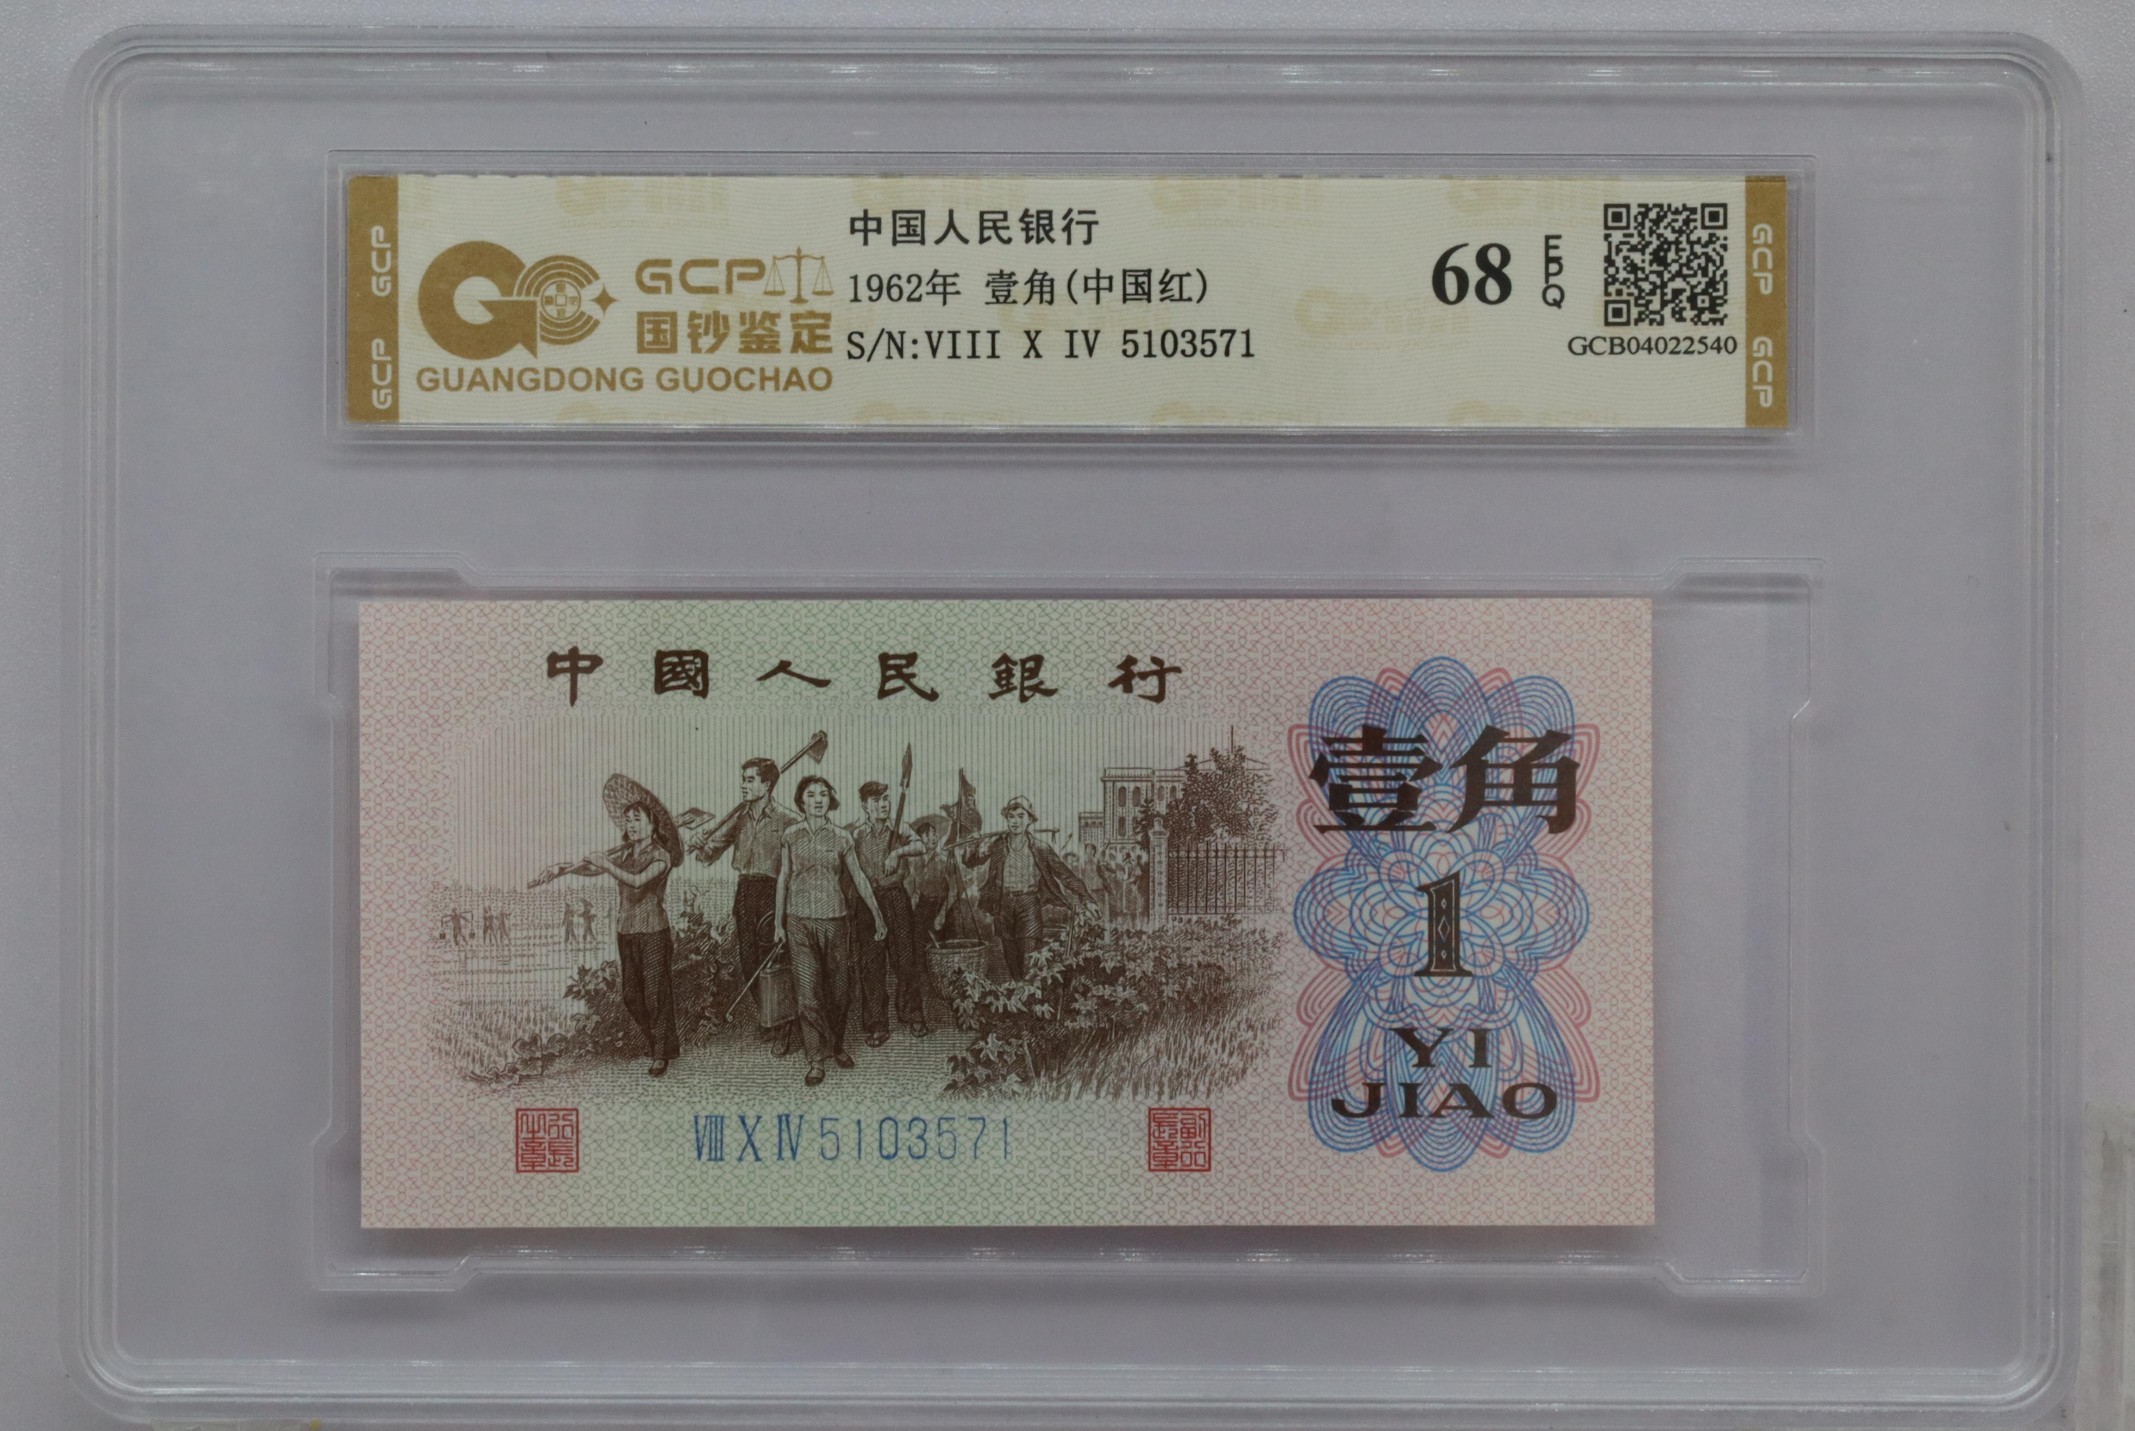 GCP
GCP
GCP
国钞鉴定
GUANGDONG GUOCHAO
中国人民银行
1962年 壹角(中国红)
S/N:VIII X IV 5103571
68
EPQ
GCB04022540
GCP
GCP
中國人民銀行
壹角
1
YI
JIAO
VIII X IV 5103571